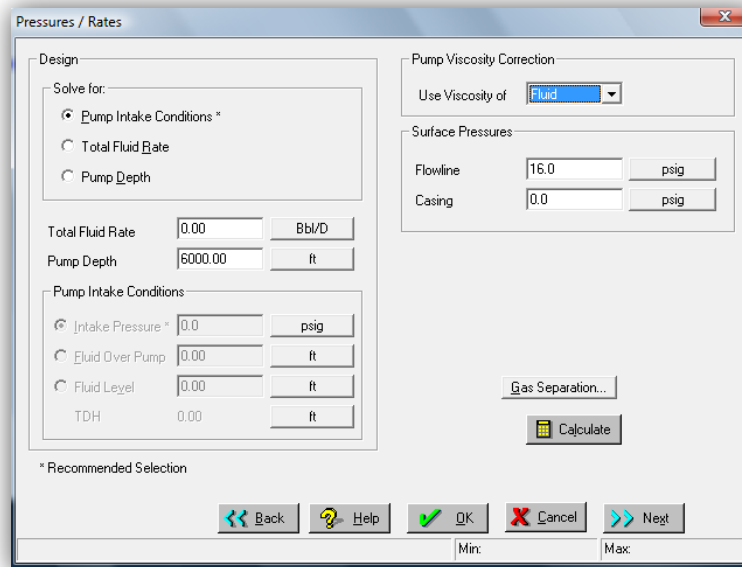 Pressures / Rates
Design
Solve for:
Pump Intake Conditions *
Total Fluid Rate
Pump Depth
Total Fluid Rate 0.00 Bbl/D
Pump Depth 6000.00 ft
Pump Intake Conditions
Intake Pressure * 0.0 psig
Fluid Over Pump 0.00 ft
Fluid Level 0.00 ft
TDH 0.00 ft
* Recommended Selection
Pump Viscosity Correction
Use Viscosity of Fluid
Surface Pressures
Flowline 16.0 psig
Casing 0.0 psig
Gas Separation...
Calculate
Back Help OK Cancel Next
Min: Max: